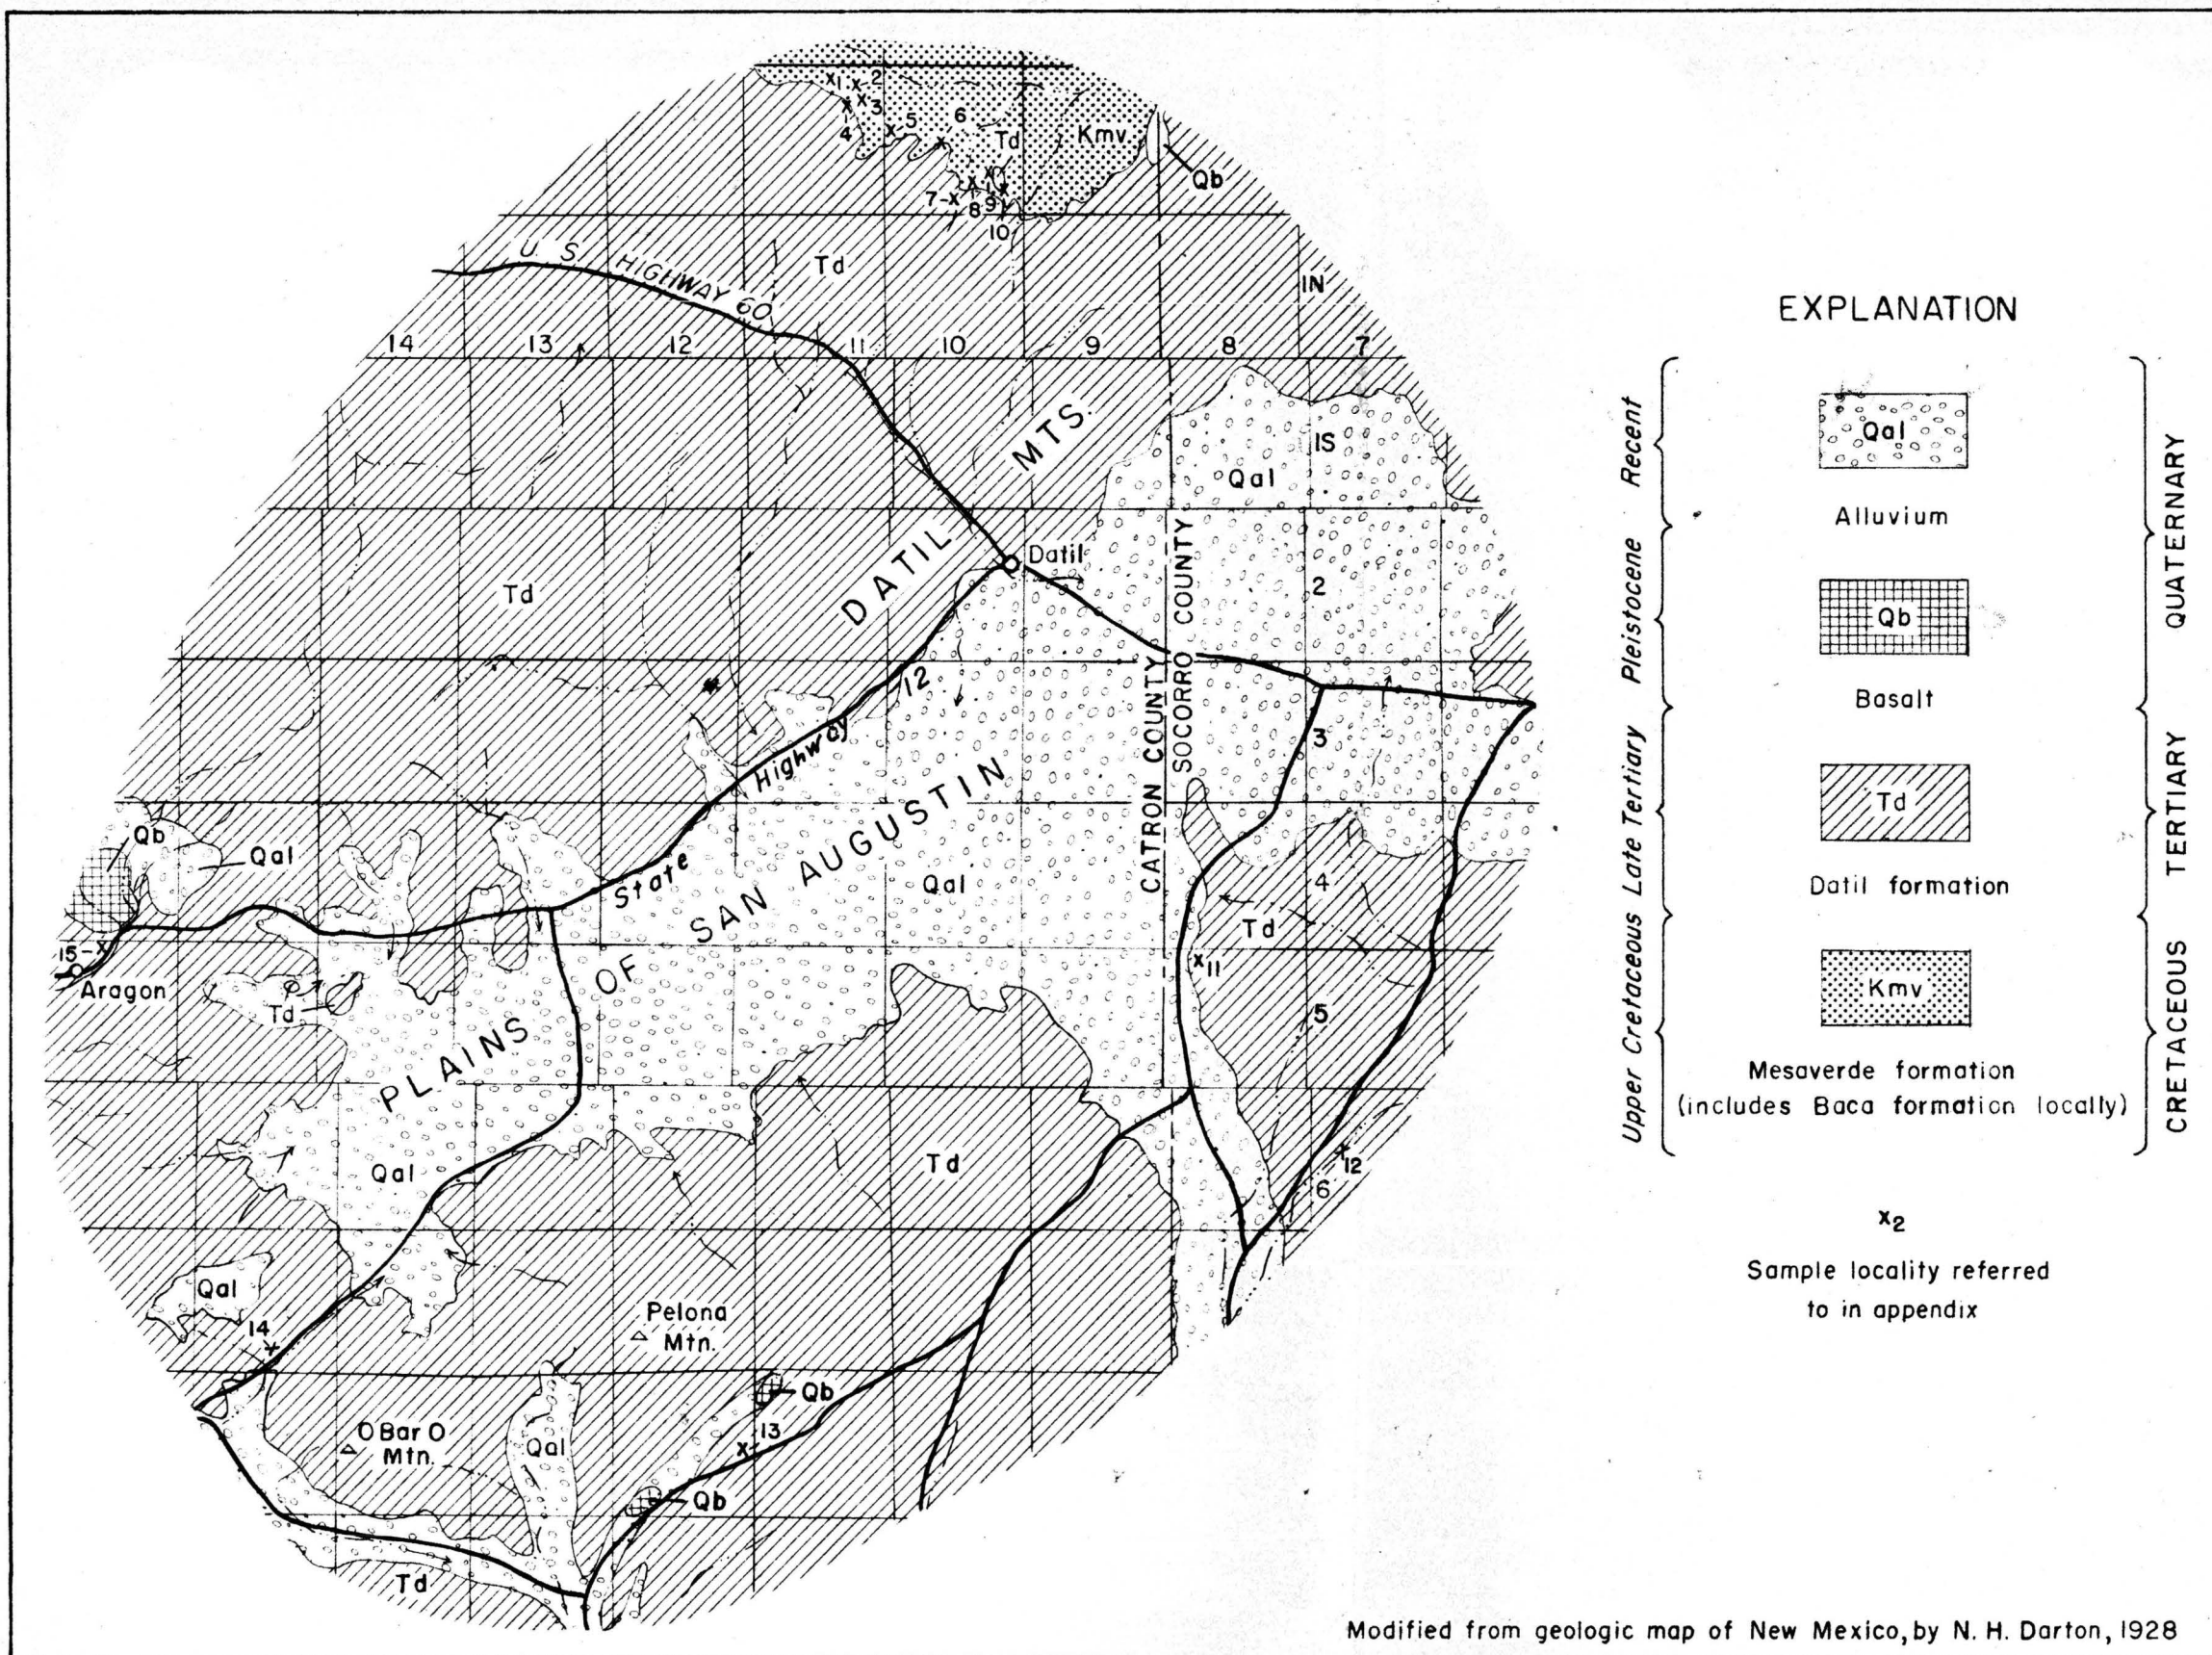 x1
x2
x3
4
5
6
Td
Kmv
Qb
7-x
8
9
10
U. S. HIGHWAY 60
Td
1N
14
13
12
11
10
9
8
7
DATIL MTS.
1S
Qal
Datil
2
Td
CATRON COUNTY
SOCORRO COUNTY
State Highway 12
3
PLAINS OF SAN AUGUSTIN
Qb
Qal
Qal
4
Td
15-x
Aragon
x11
Td
5
Qal
Td
x12
6
Qal
14
Pelona
Mtn.
Qb
O Bar O
Mtn.
Qal
x-13
Qb
Td
EXPLANATION
Recent
Pleistocene
Late Tertiary
Upper Cretaceous
Qal
Alluvium
Qb
Basalt
Td
Datil formation
Kmv
Mesaverde formation
(includes Baca formation locally)
QUATERNARY
TERTIARY
CRETACEOUS
x2
Sample locality referred
to in appendix
Modified from geologic map of New Mexico, by N. H. Darton, 1928